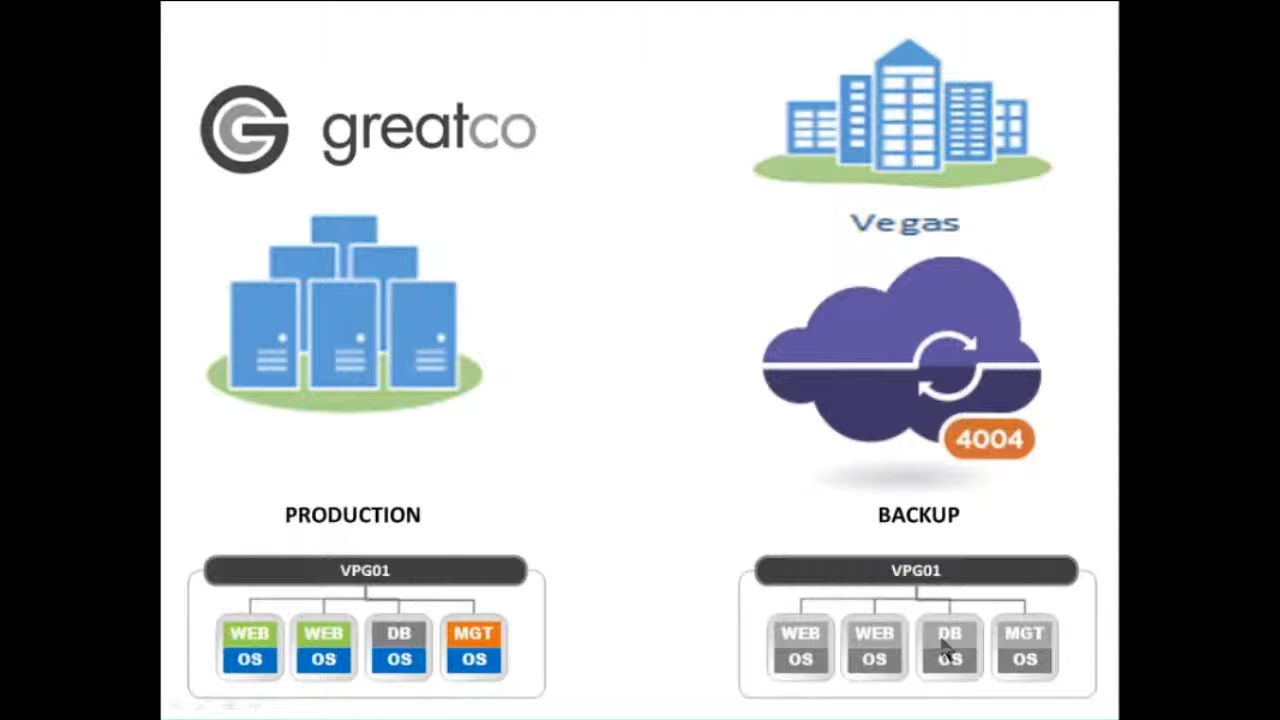 greatco
Vegas
4004
PRODUCTION
BACKUP
VPG01
WEB WEB DB MGT
OS OS OS OS
VPG01
WEB WEB DB MGT
OS OS OS OS